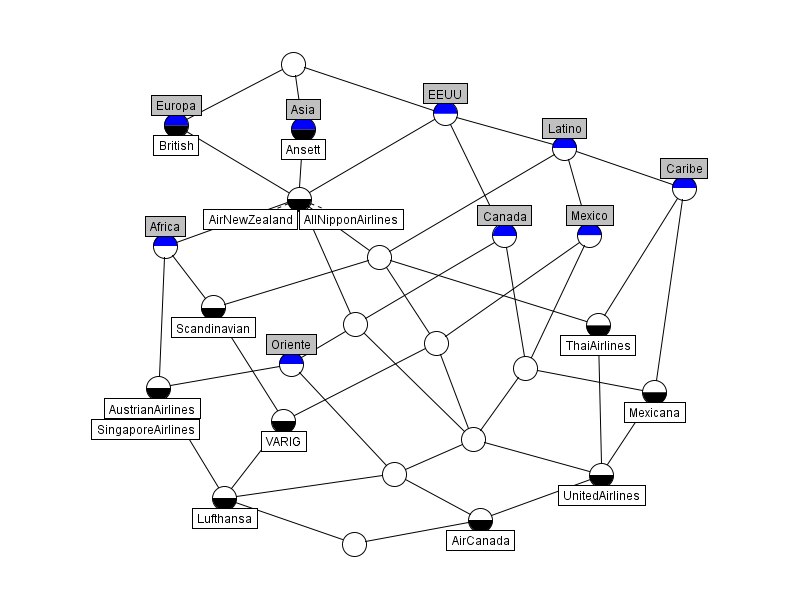 EEUU
Europa
Asia
Latino
British
Ansett
Caribe
AirNewZealand
AllNipponAirlines
Canada
Mexico
Africa
Scandinavian
Oriente
ThaiAirlines
AustrianAirlines
Mexicana
SingaporeAirlines
VARIG
UnitedAirlines
Lufthansa
AirCanada